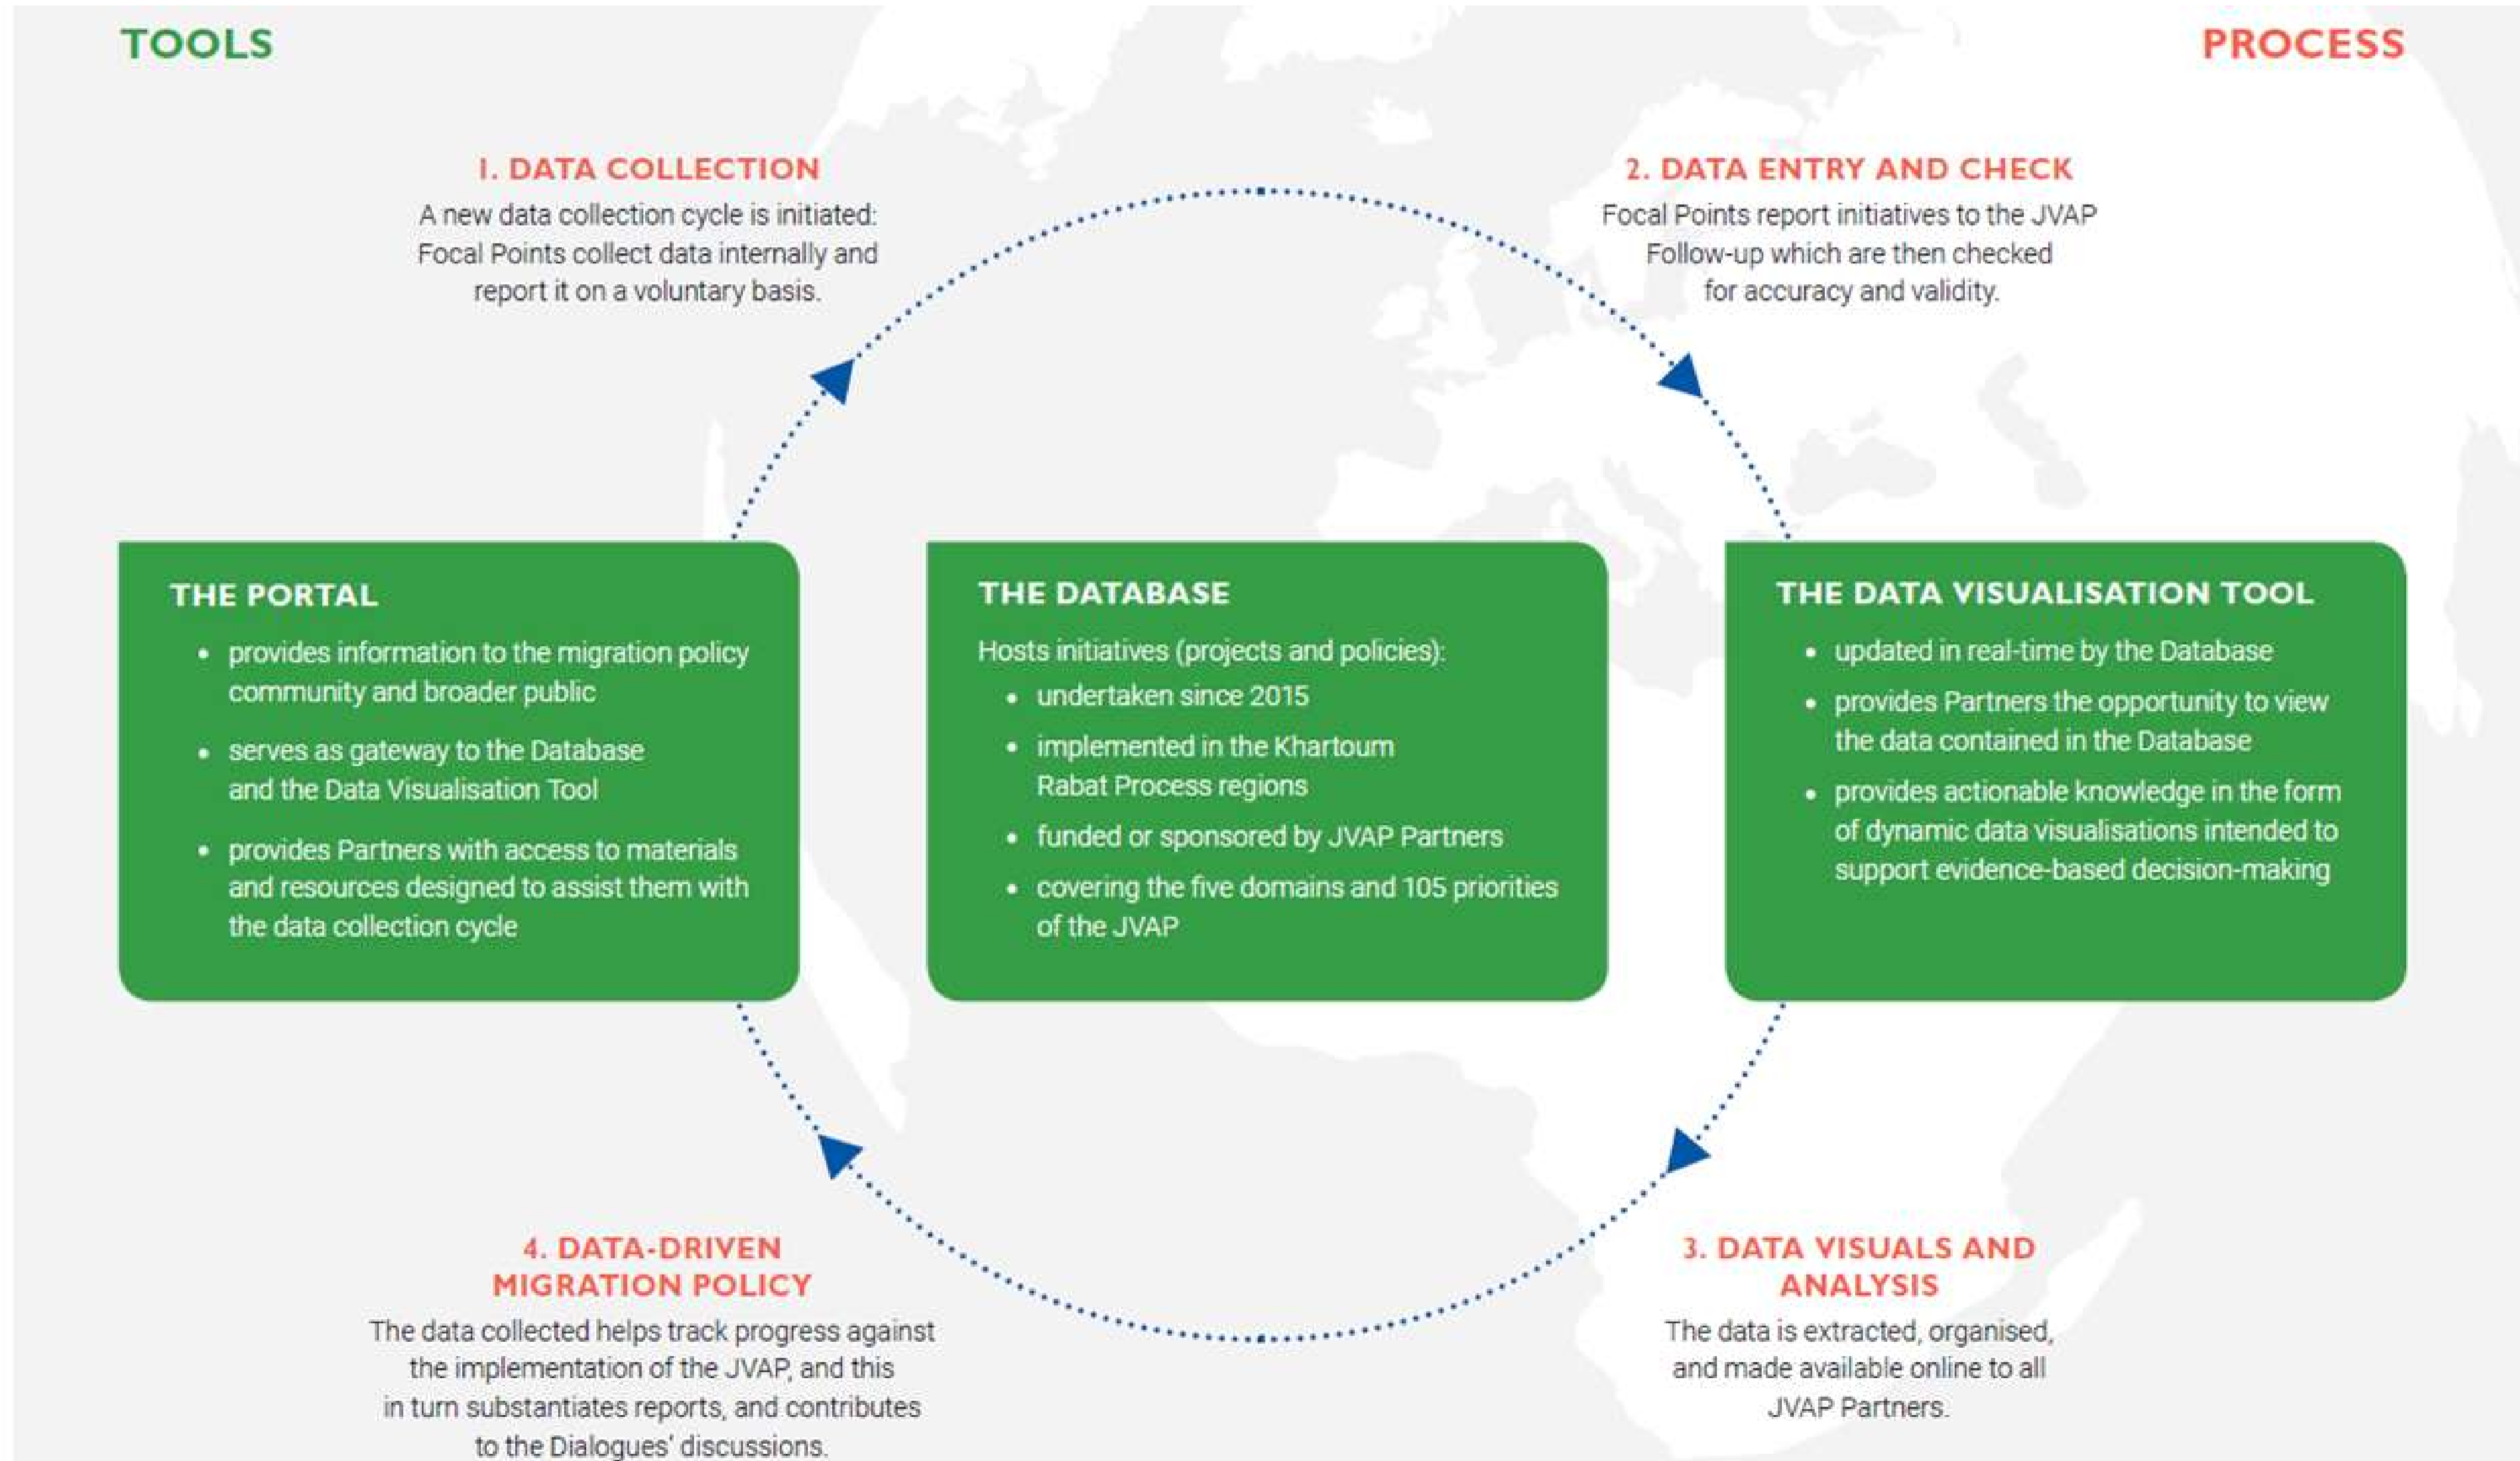 TOOLS
PROCESS
1. DATA COLLECTION
A new data collection cycle is initiated:
Focal Points collect data internally and
report it on a voluntary basis.
2. DATA ENTRY AND CHECK
Focal Points report initiatives to the JVAP
Follow-up which are then checked
for accuracy and validity.
THE PORTAL
• provides information to the migration policy
community and broader public
• serves as gateway to the Database
and the Data Visualisation Tool
• provides Partners with access to materials
and resources designed to assist them with
the data collection cycle
THE DATABASE
Hosts initiatives (projects and policies):
• undertaken since 2015
• implemented in the Khartoum
Rabat Process regions
• funded or sponsored by JVAP Partners
• covering the five domains and 105 priorities
of the JVAP
THE DATA VISUALISATION TOOL
• updated in real-time by the Database
• provides Partners the opportunity to view
the data contained in the Database
• provides actionable knowledge in the form
of dynamic data visualisations intended to
support evidence-based decision-making
4. DATA-DRIVEN
MIGRATION POLICY
The data collected helps track progress against
the implementation of the JVAP, and this
in turn substantiates reports, and contributes
to the Dialogues' discussions.
3. DATA VISUALS AND
ANALYSIS
The data is extracted, organised,
and made available online to all
JVAP Partners.